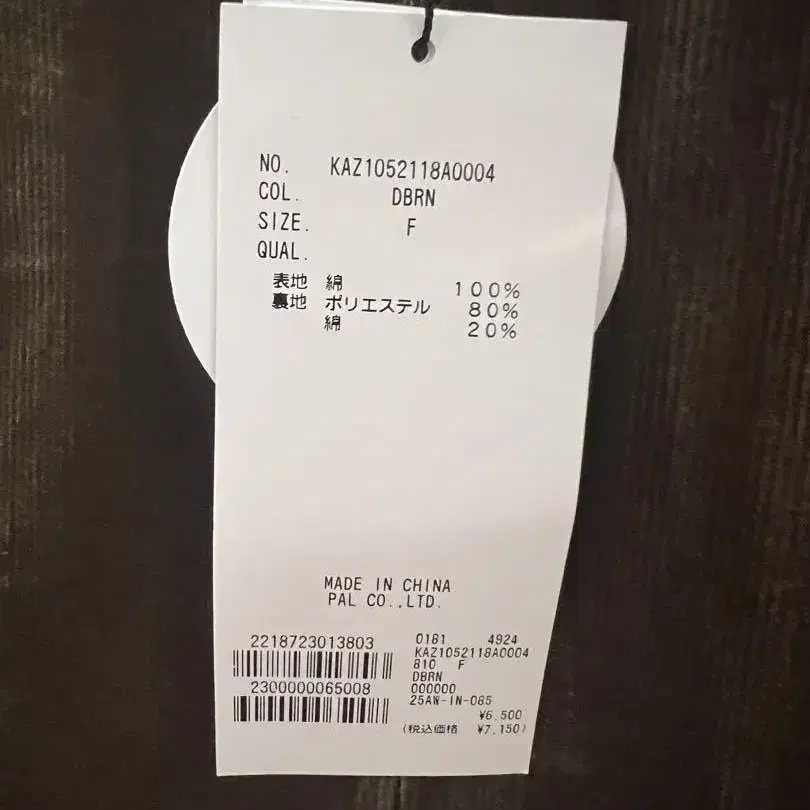 NO. KAZ1052118A0004
COL. DBRN
SIZE. F
QUAL.
表地 綿 100%
裏地 ポリエステル 80%
綿 20%
MADE IN CHINA
PAL CO.,LTD.
2218723013803
2300000065008
0181 4924
KAZ1052118A0004
810 F
DBRN
000000
25AW-IN-085
¥6,500
(税込価格 ¥7,150)